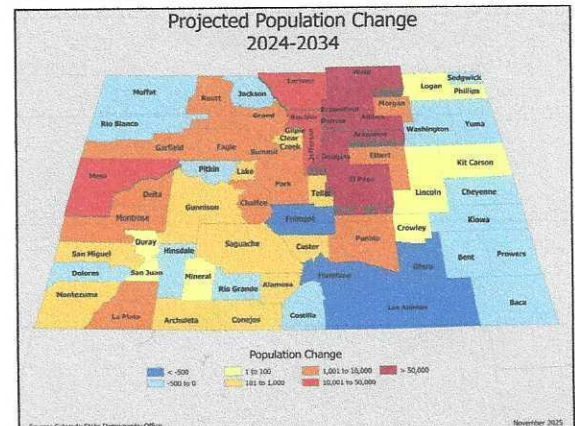 Projected Population Change
2024-2034
Moffat
Routt
Jackson
Larimer
Weld
Logan
Sedgwick
Phillips
Morgan
Grand
Boulder
Broomfield
Rio Blanco
Gilpin
Denver
Adams
Washington
Yuma
Clear
Creek
Jefferson
Arapahoe
Garfield
Eagle
Summit
Douglas
Elbert
Kit Carson
Pitkin
Lake
Mesa
Park
Delta
Teller
El Paso
Lincoln
Cheyenne
Gunnison
Chaffee
Fremont
Kiowa
Montrose
Crowley
Ouray
Pueblo
San Miguel
Hinsdale
Saguache
Custer
Otero
Bent
Prowers
Dolores
San Juan
Mineral
Rio Grande
Alamosa
Huerfano
Montezuma
Las Animas
Baca
La Plata
Archuleta
Conejos
Costilla
Population Change
< -500
1 to 100
1,001 to 10,000
> 50,000
-500 to 0
101 to 1,000
10,001 to 50,000
Source: Colorado State Demography Office
November 2025